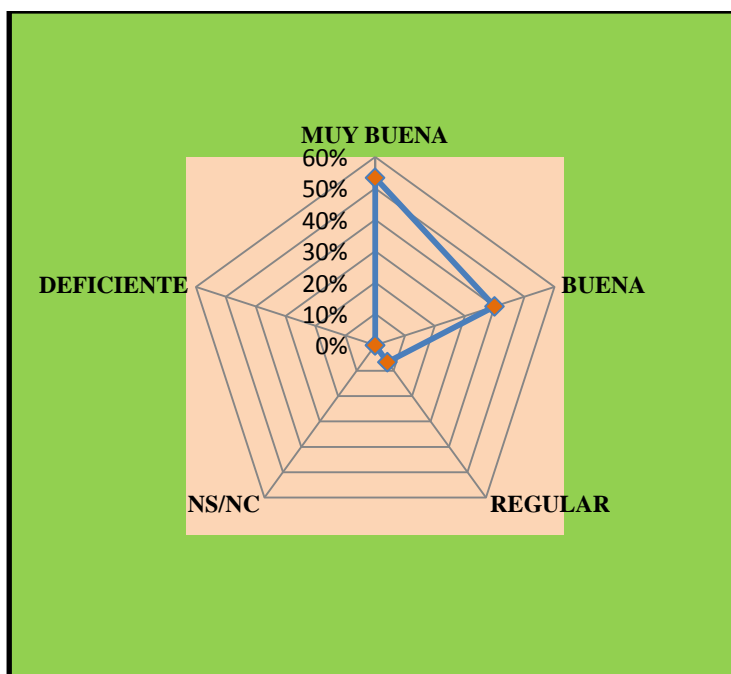 MUY BUENA
60%
50%
40%
30%
20%
10%
0%
DEFICIENTE
BUENA
NS/NC
REGULAR